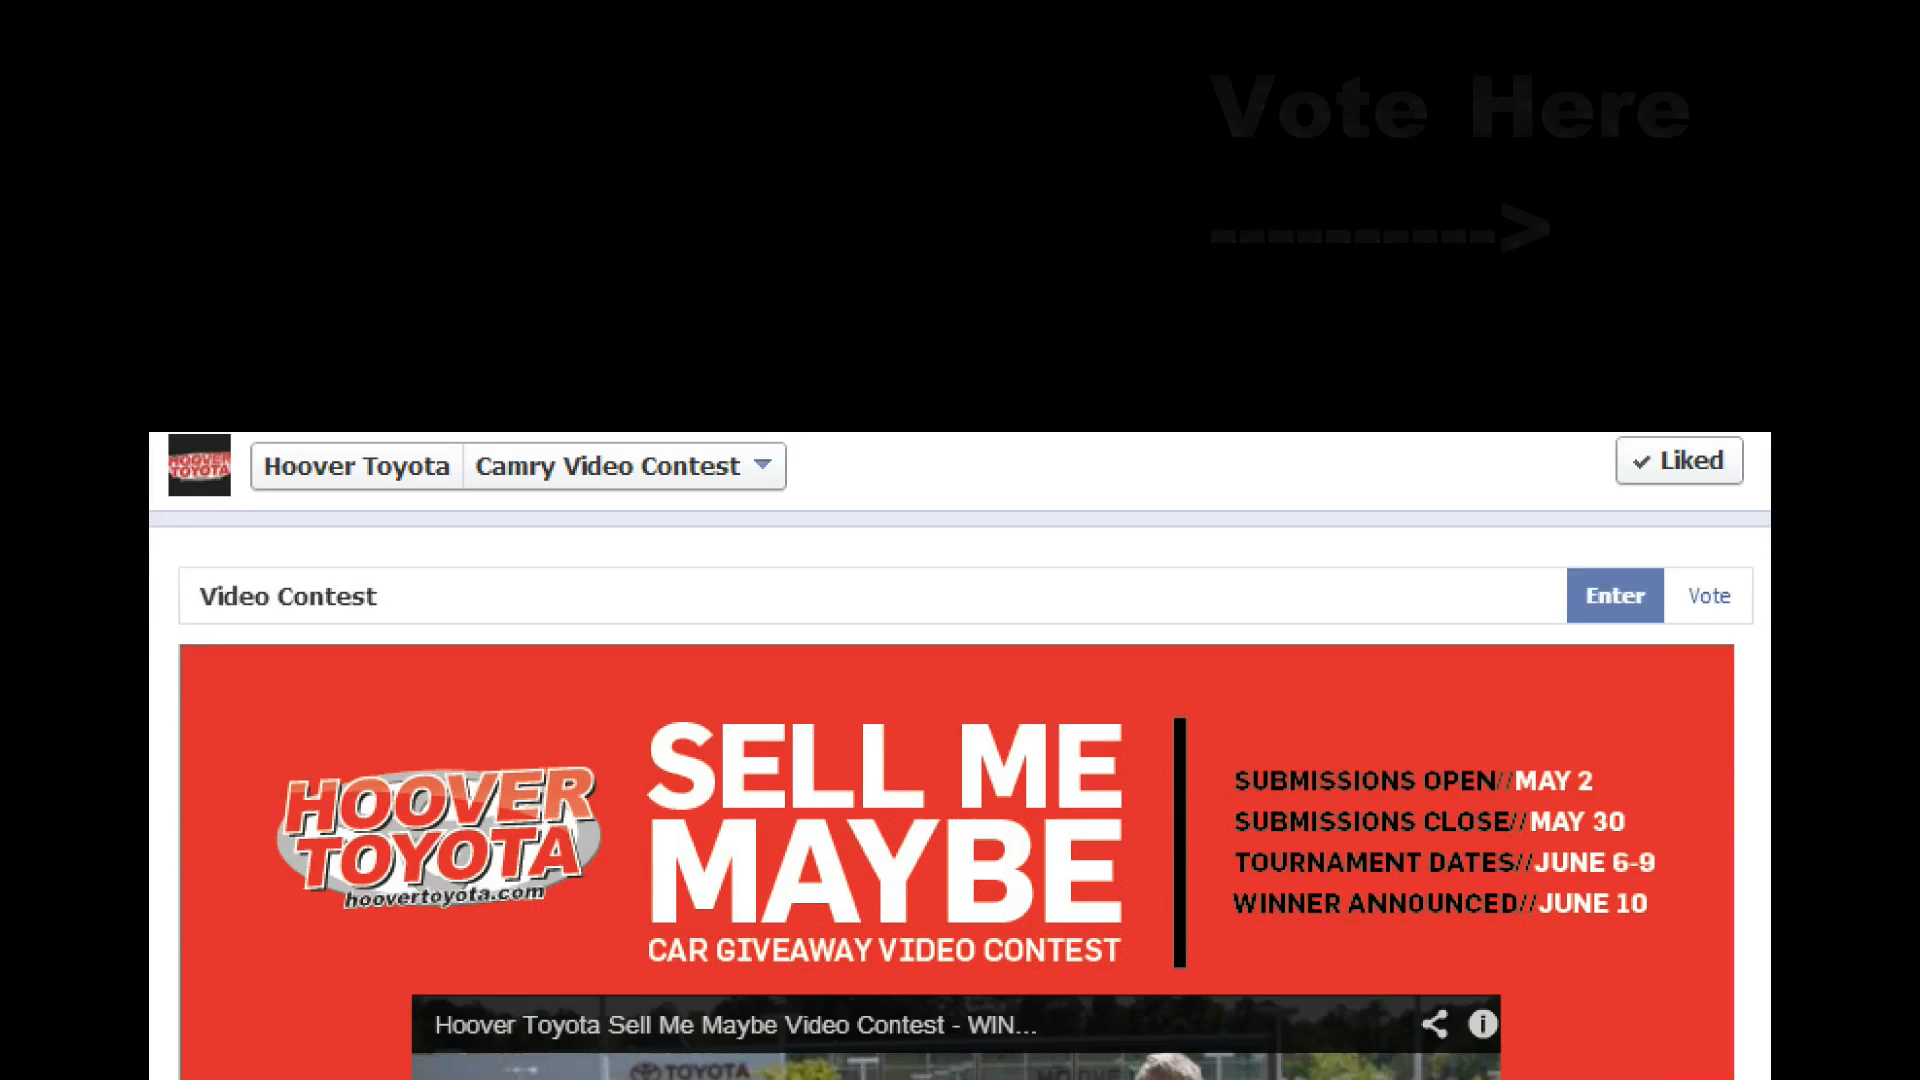 Vote Here
---------->
HOOVER TOYOTA
Hoover Toyota Camry Video Contest
Liked
Video Contest
Enter Vote
HOOVER TOYOTA
hoovertoyota.com
SELL ME
MAYBE
CAR GIVEAWAY VIDEO CONTEST
SUBMISSIONS OPEN//MAY 2
SUBMISSIONS CLOSE//MAY 30
TOURNAMENT DATES//JUNE 6-9
WINNER ANNOUNCED//JUNE 10
Hoover Toyota Sell Me Maybe Video Contest - WIN...
TOYOTA